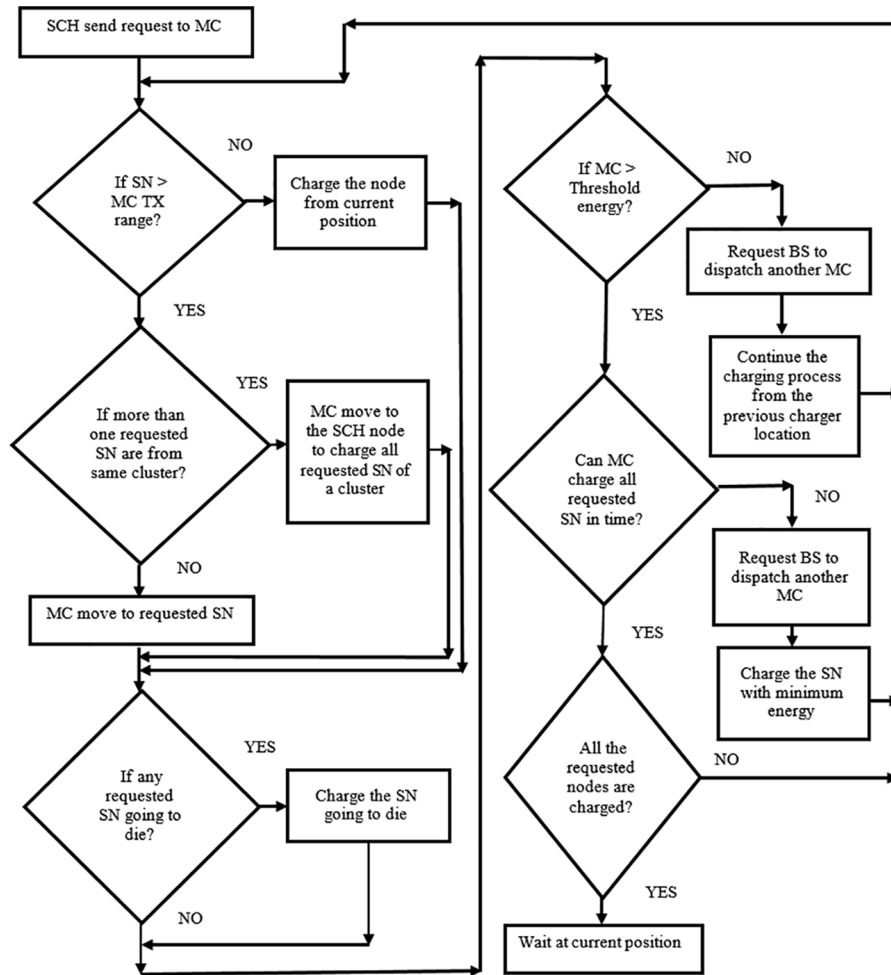 SCH send request to MC
NO
If SN >
MC TX
range?
Charge the node
from current
position
YES
If more than
one requested
SN are from
same cluster?
YES
MC move to
the SCH node
to charge all
requested SN of
a cluster
NO
MC move to requested SN
If any
requested
SN going to
die?
YES
Charge the SN
going to die
NO
If MC >
Threshold
energy?
NO
Request BS to
dispatch another MC
Continue the
charging process
from the
previous charger
location
YES
Can MC
charge all
requested
SN in time?
NO
Request BS to
dispatch another
MC
Charge the SN
with minimum
energy
YES
All the
requested
nodes are
charged?
NO
YES
Wait at current position